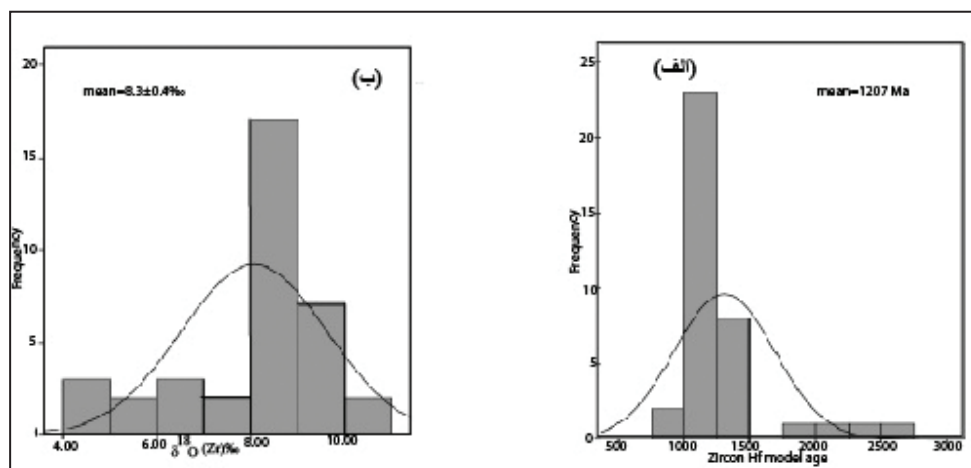 (ب)
mean=8.3±0.4‰
Frequency
20
15
10
5
4.00 6.00 8.00 10.00
δ18O (Zr)‰
(الف)
mean=1207 Ma
Frequency
25
20
15
10
5
0
500 1000 1500 2000 2500 3000
Zircon Hf model age